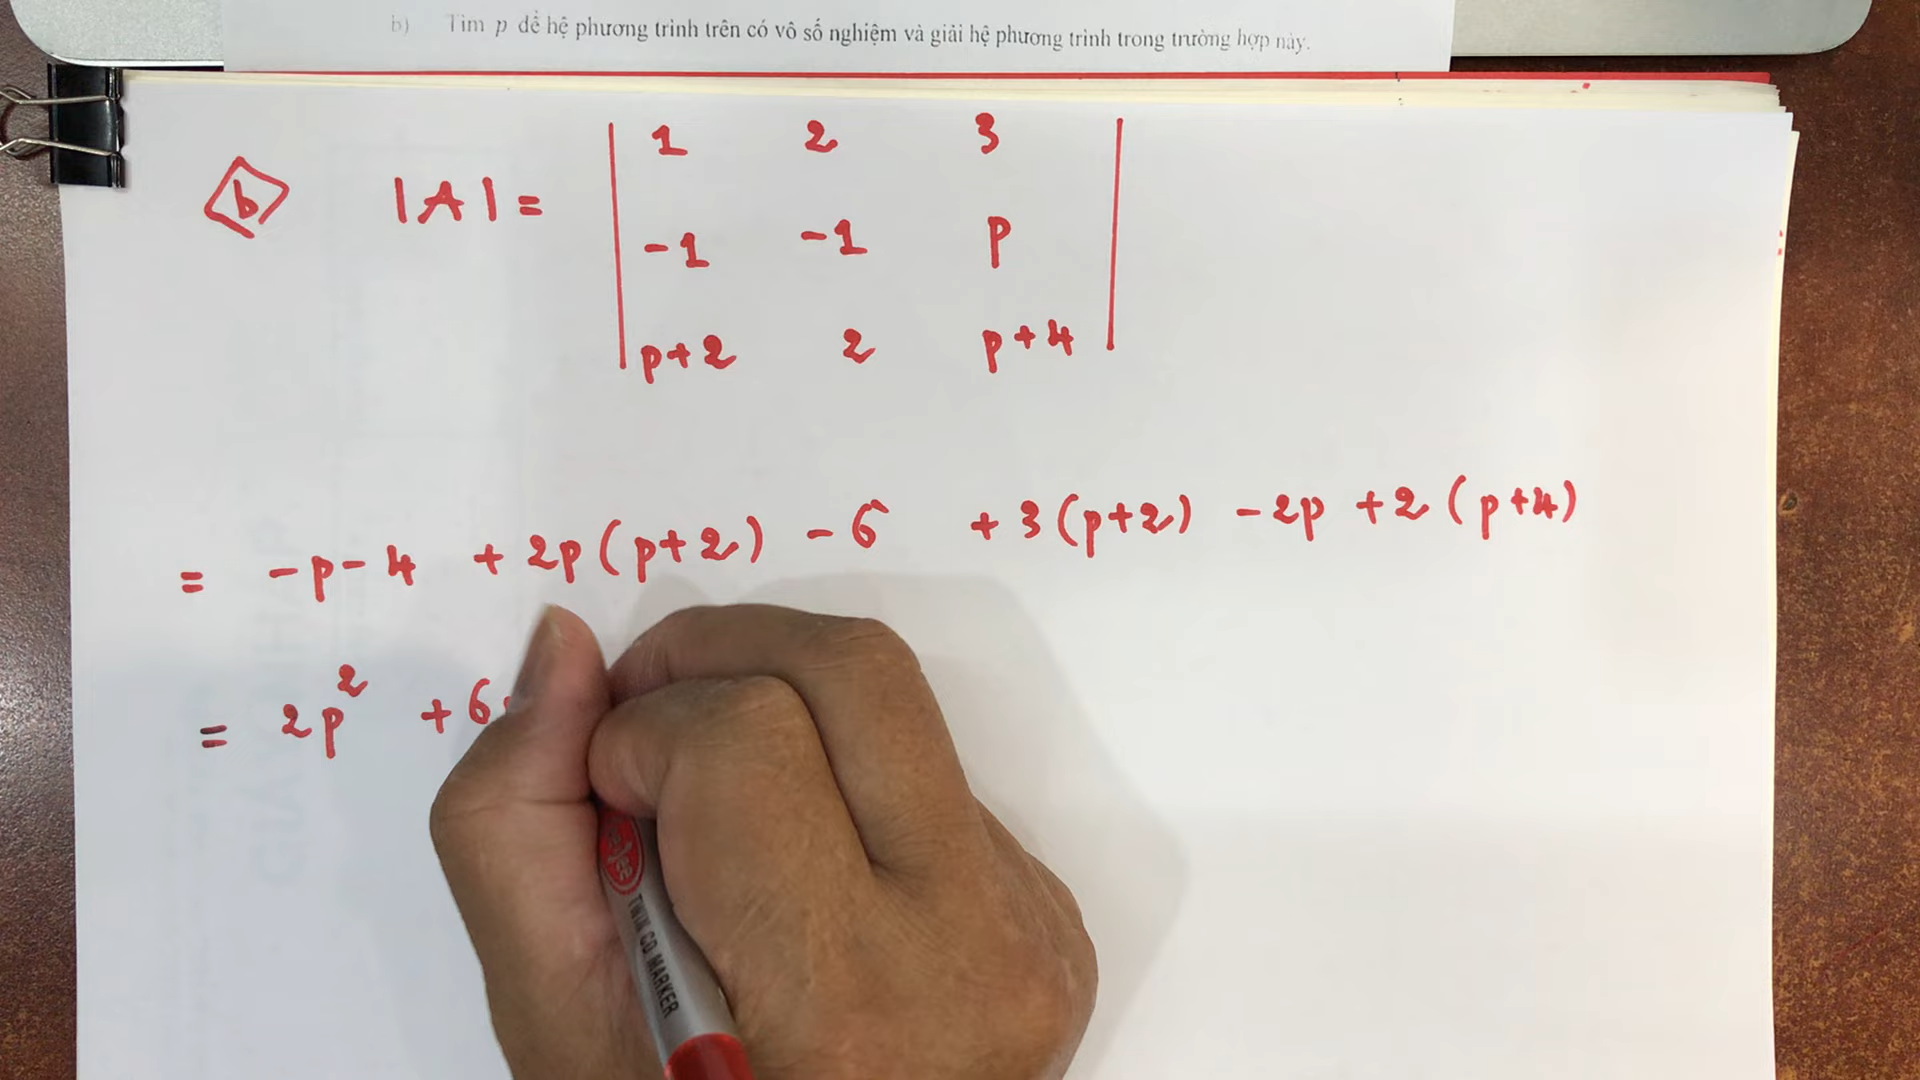 b) Tìm p để hệ phương trình trên có vô số nghiệm và giải hệ phương trình trong trường hợp này.
b |A| =
1 2 3
-1 -1 p
p+2 2 p+4
= -p-4 +2p(p+2) -6 +3(p+2) -2p +2(p+4)
= 2p² +6
TWIN CD MARKER